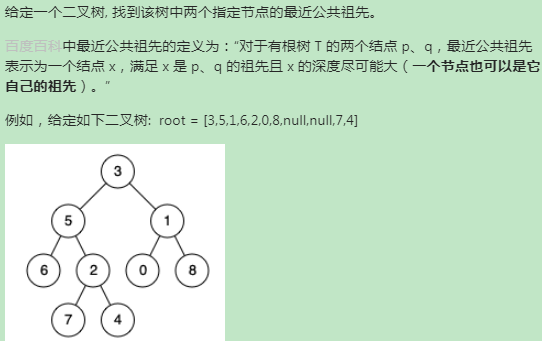 给定一个二叉树, 找到该树中两个指定节点的最近公共祖先。
百度百科中最近公共祖先的定义为：“对于有根树 T 的两个结点 p、q，最近公共祖先
表示为一个结点 x，满足 x 是 p、q 的祖先且 x 的深度尽可能大（一个节点也可以是它
自己的祖先）。”
例如，给定如下二叉树: root = [3,5,1,6,2,0,8,null,null,7,4]
3
5 1
6 2 0 8
7 4